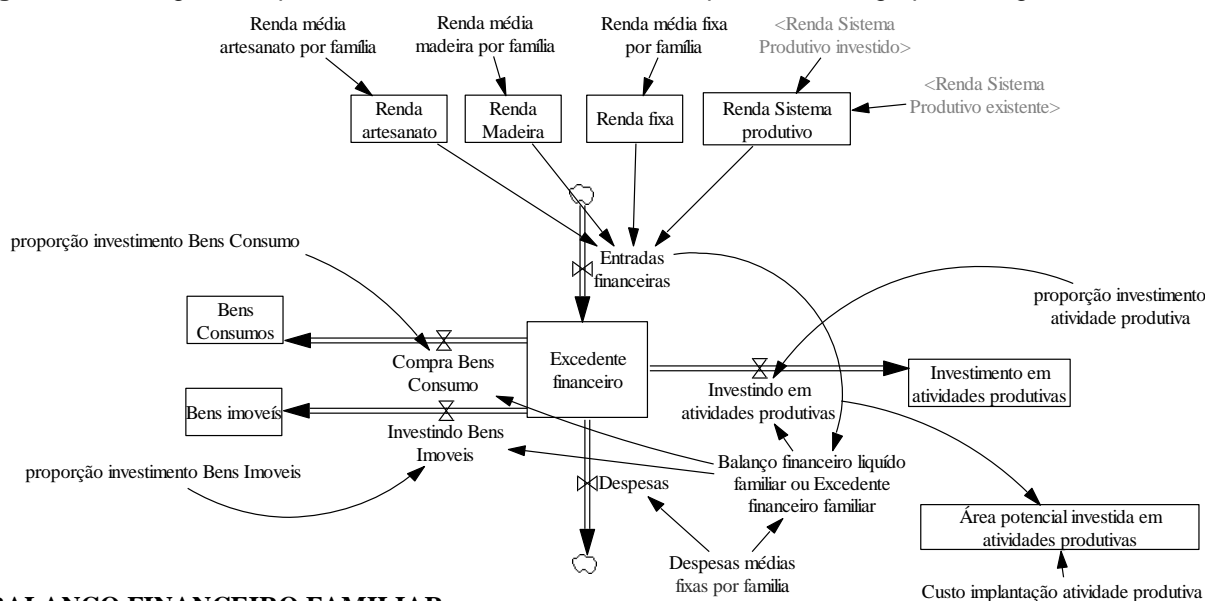 Renda média
artesanato por família
Renda média
madeira por família
Renda média fixa
por família
<Renda Sistema
Produtivo investido>
<Renda Sistema
Produtivo existente>
Renda
artesanato
Renda
Madeira
Renda fixa
Renda Sistema
produtivo
proporção investimento Bens Consumo
Entradas
financeiras
proporção investimento
atividade produtiva
Bens
Consumos
Compra Bens
Consumo
Excedente
financeiro
Investindo em
atividades produtivas
Investimento em
atividades produtivas
Bens imoveís
Investindo Bens
Imoveis
proporção investimento Bens Imoveis
Despesas
Balanço financeiro liquído
familiar ou Excedente
financeiro familiar
Área potencial investida em
atividades produtivas
Despesas médias
fixas por familia
Custo implantação atividade produtiva